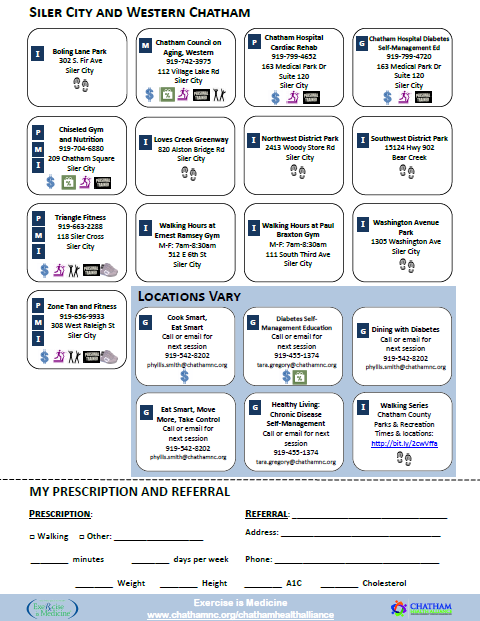 SILER CITY AND WESTERN CHATHAM
I
Boling Lane Park
302 S. Fir Ave
Siler City
M
Chatham Council on
Aging, Western
919-742-3975
112 Village Lake Rd
Siler City
P
Chatham Hospital
Cardiac Rehab
919-799-4652
163 Medical Park Dr
Suite 120
Siler City
G
Chatham Hospital Diabetes
Self-Management Ed
919-799-4720
163 Medical Park Dr
Suite 120
Siler City
P
M
I
Chiseled Gym
and Nutrition
919-704-6880
209 Chatham Square
Siler City
I
Loves Creek Greenway
820 Alston Bridge Rd
Siler City
I
Northwest District Park
2413 Woody Store Rd
Siler City
I
Southwest District Park
15124 Hwy 902
Bear Creek
P
M
I
Triangle Fitness
919-663-2288
118 Siler Cross
Siler City
I
Walking Hours at
Ernest Ramsey Gym
M-F: 7am-8:30am
512 E 6th St
Siler City
I
Walking Hours at Paul
Braxton Gym
M-F: 7am-8:30am
111 South Third Ave
Siler City
I
Washington Avenue
Park
1305 Washington Ave
Siler City
P
M
I
Zone Tan and Fitness
919-656-9933
308 West Raleigh St
Siler City
LOCATIONS VARY
G
Cook Smart,
Eat Smart
Call or email for
next session
919-542-8202
phyllis.smith@chathamnc.org
G
Diabetes Self-
Management Education
Call or email for
next session
919-455-1374
tara.gregory@chathamnc.org
G
Dining with Diabetes
Call or email for
next session
919-542-8202
phyllis.smith@chathamnc.org
G
Eat Smart, Move
More, Take Control
Call or email for
next session
919-542-8202
phyllis.smith@chathamnc.org
G
Healthy Living:
Chronic Disease
Self-Management
Call or email for next
session
919-455-1374
tara.gregory@chathamnc.org
I
Walking Series
Chatham County
Parks & Recreation
Times & locations:
http://bit.ly/2cwVffa
MY PRESCRIPTION AND REFERRAL
PRESCRIPTION:
REFERRAL:
□ Walking □ Other:
Address:
minutes days per week
Phone:
Weight Height A1C Cholesterol
Exercise is Medicine
www.chathamnc.org/chathamhealthalliance
ExeRcise
is Medicine
CHATHAM